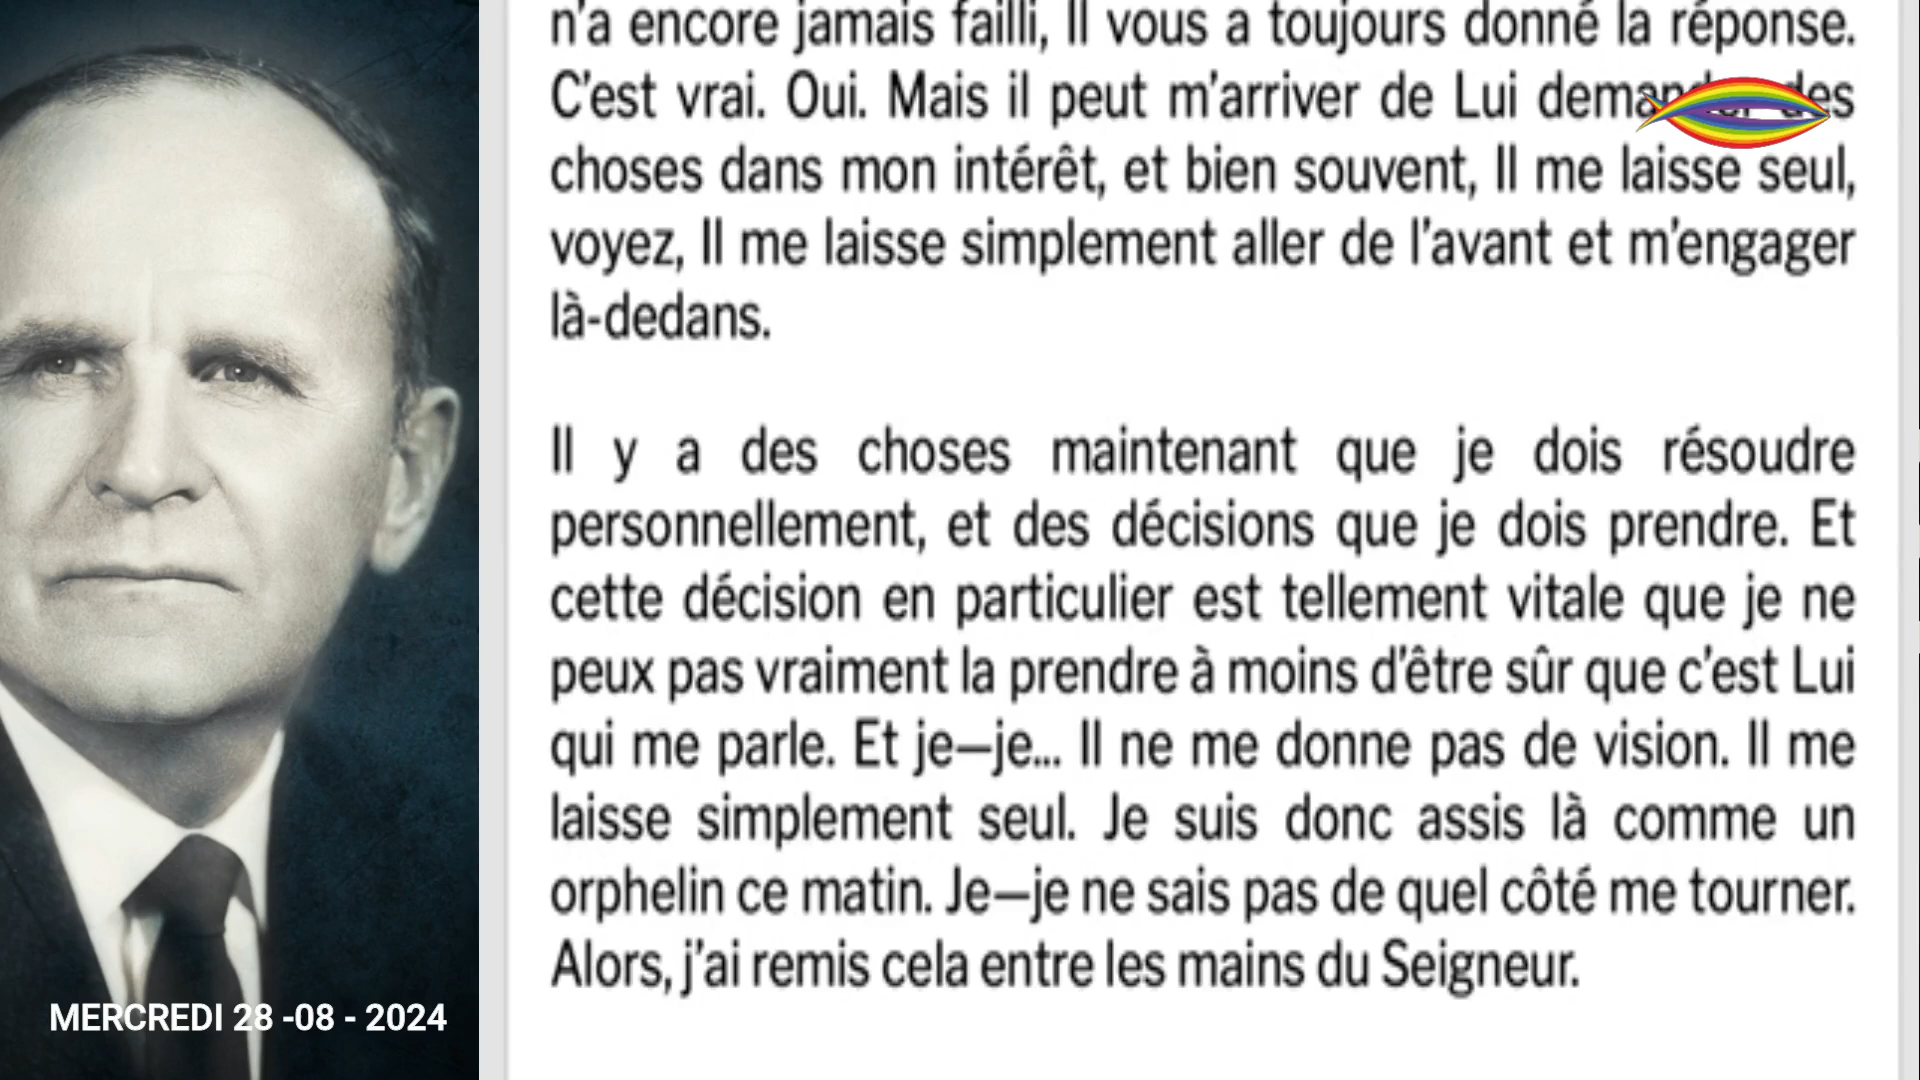 n'a encore jamais failli, Il vous a toujours donné la réponse.
C'est vrai. Oui. Mais il peut m'arriver de Lui demander des
choses dans mon intérêt, et bien souvent, Il me laisse seul,
voyez, Il me laisse simplement aller de l'avant et m'engager
là-dedans.
Il y a des choses maintenant que je dois résoudre
personnellement, et des décisions que je dois prendre. Et
cette décision en particulier est tellement vitale que je ne
peux pas vraiment la prendre à moins d'être sûr que c'est Lui
qui me parle. Et je—je... Il ne me donne pas de vision. Il me
laisse simplement seul. Je suis donc assis là comme un
orphelin ce matin. Je—je ne sais pas de quel côté me tourner.
Alors, j'ai remis cela entre les mains du Seigneur.
MERCREDI 28 -08 - 2024